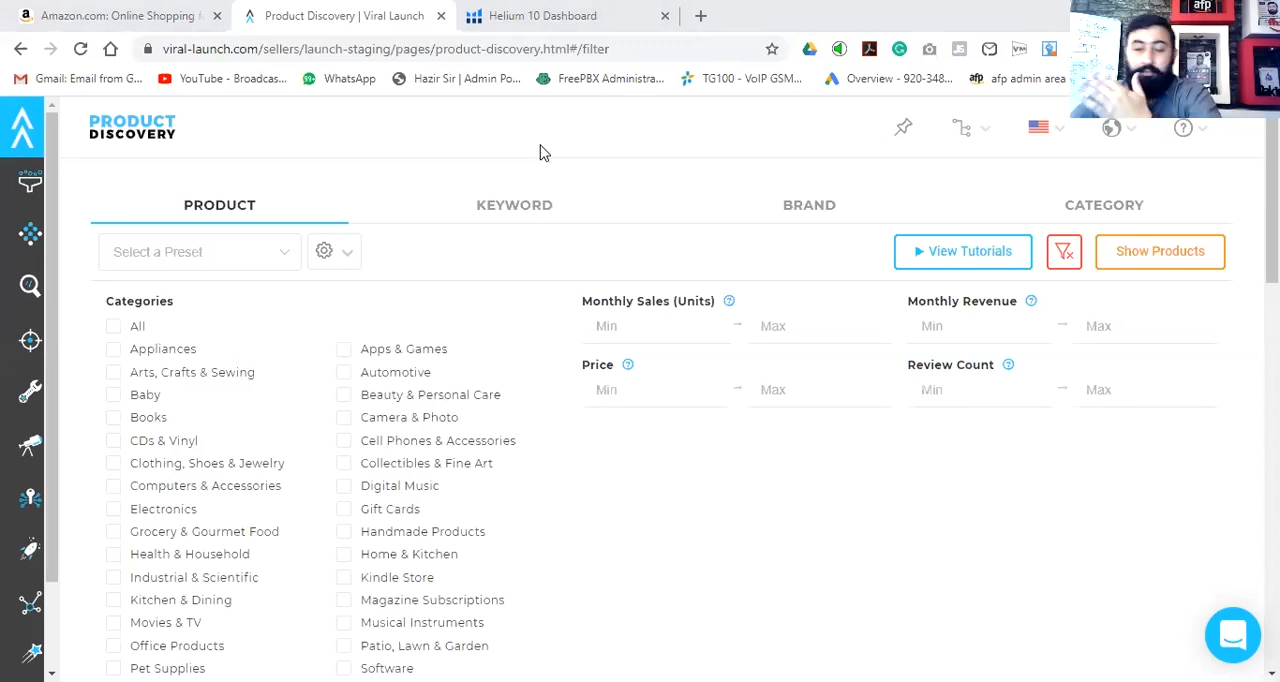 Amazon.com: Online Shopping f
Product Discovery | Viral Launch
Helium 10 Dashboard
viral-launch.com/sellers/launch-staging/pages/product-discovery.html#/filter
Gmail: Email from G...
YouTube - Broadcas...
WhatsApp
Hazir Sir | Admin P...
FreePBX Administra...
TG100 - VoIP GSM...
Overview - 920-348...
afp admin area
afp
PRODUCT
DISCOVERY
PRODUCT
KEYWORD
BRAND
CATEGORY
Select a Preset
View Tutorials
Show Products
Categories
Monthly Sales (Units)
Monthly Revenue
All
Min
Max
Min
Max
Appliances
Apps & Games
Price
Review Count
Arts, Crafts & Sewing
Automotive
Min
Max
Min
Max
Baby
Beauty & Personal Care
Books
Camera & Photo
CDs & Vinyl
Cell Phones & Accessories
Clothing, Shoes & Jewelry
Collectibles & Fine Art
Computers & Accessories
Digital Music
Electronics
Gift Cards
Grocery & Gourmet Food
Handmade Products
Health & Household
Home & Kitchen
Industrial & Scientific
Kindle Store
Kitchen & Dining
Magazine Subscriptions
Movies & TV
Musical Instruments
Office Products
Patio, Lawn & Garden
Pet Supplies
Software